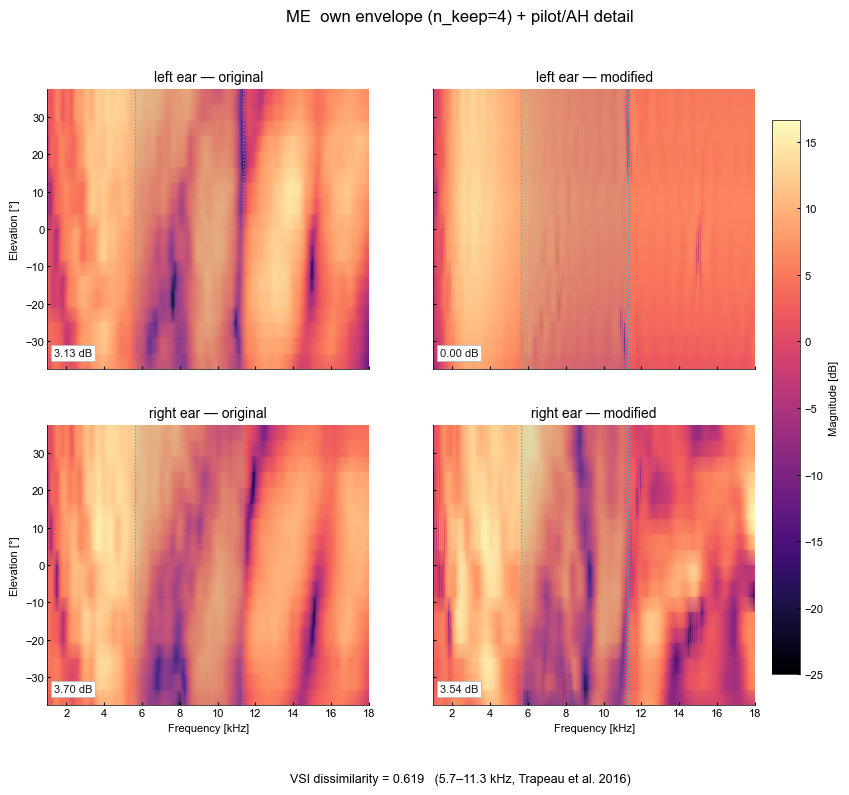 ME  own envelope (n_keep=4) + pilot/AH detail
left ear — original
left ear — modified
Elevation [°]
30
20
10
0
−10
−20
−30
3.13 dB
0.00 dB
15
10
5
0
−5
−10
−15
−20
−25
Magnitude [dB]
right ear — original
right ear — modified
Elevation [°]
30
20
10
0
−10
−20
−30
3.70 dB
3.54 dB
2 4 6 8 10 12 14 16 18
2 4 6 8 10 12 14 16 18
Frequency [kHz]
Frequency [kHz]
VSI dissimilarity = 0.619   (5.7–11.3 kHz, Trapeau et al. 2016)